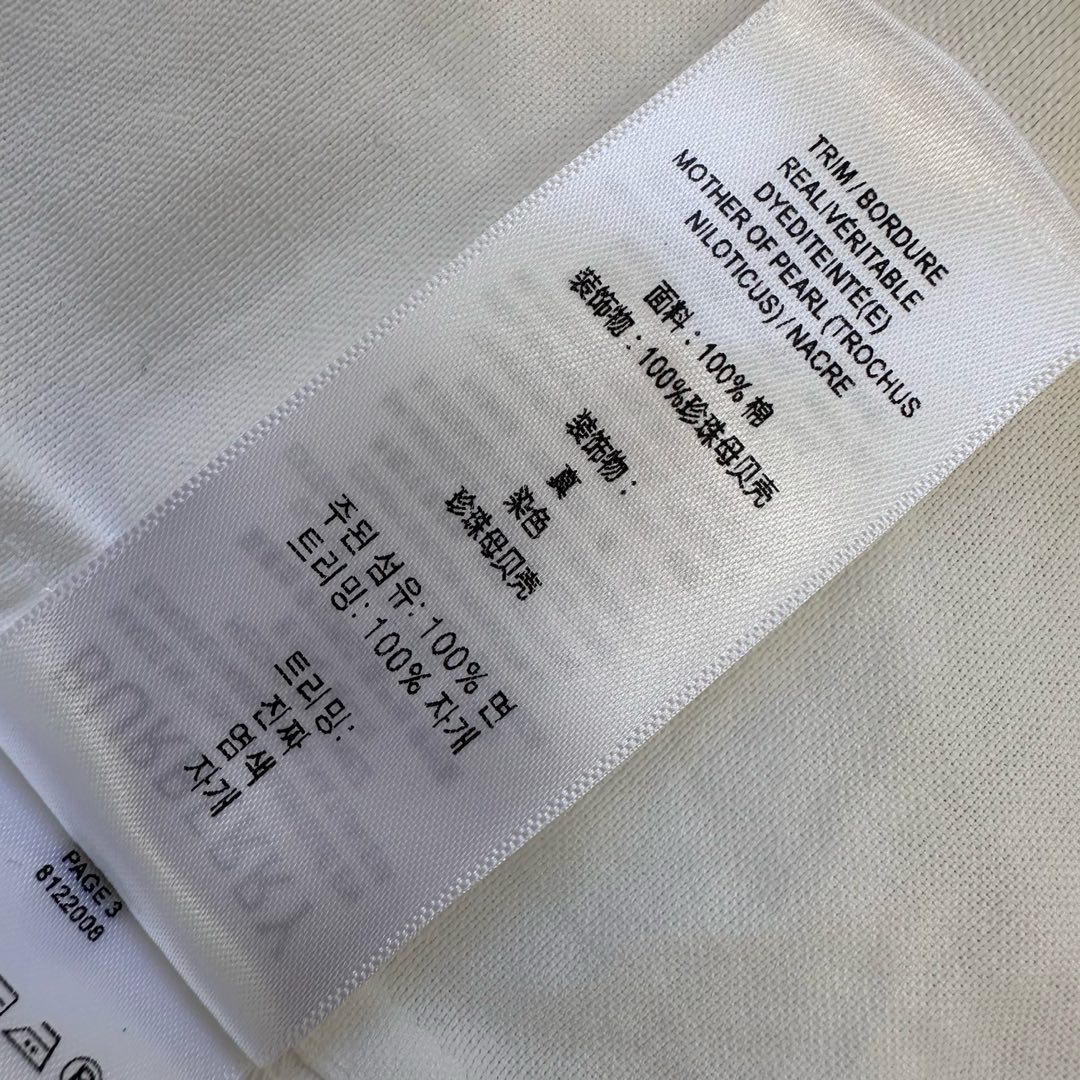 TRIM / BORDURE
REAL/VÉRITABLE
DYEDITEINTÉ(E)
MOTHER OF PEARL (TROCHUS
NILOTICUS) / NACRE
面料：100% 棉
装饰物：100%珍珠母贝壳
装饰物：
真
染色
珍珠母贝壳
주된 섬유: 100% 면
트리밍: 100% 자개
트리밍:
진짜
염색
자개
PAGE 3
8122008